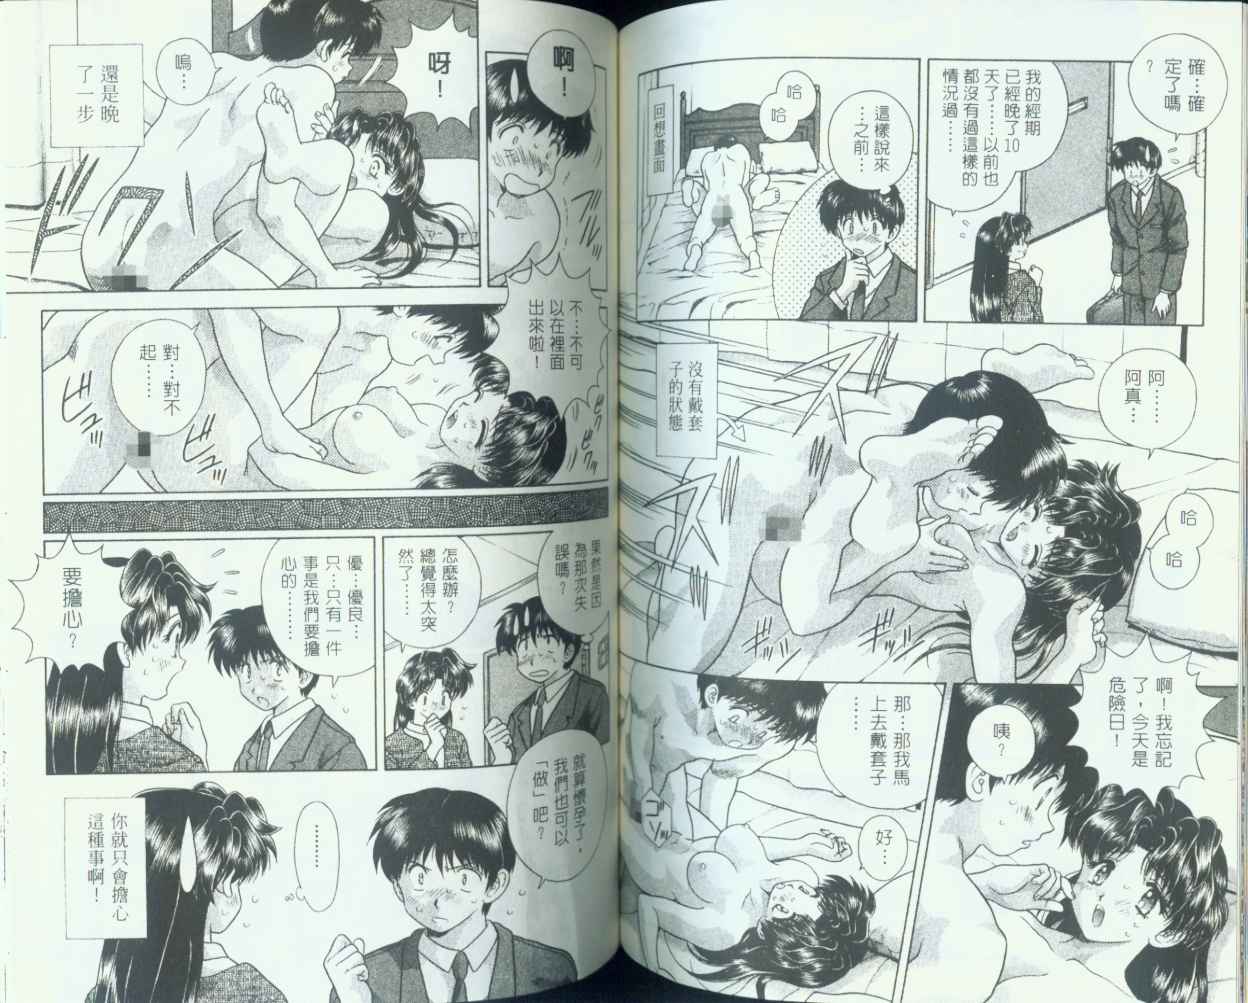 確…確
定了嗎
？
我的經期
已經晚了10
天了……以前也
都沒有過這樣的
情況過……
這樣說來
…之前…
哈
哈
回想畫面
阿……
阿真…
沒有戴套
子的狀態
哈
哈
啊！我忘記
了，今天是
危險日！
咦？
那…那我馬
上去戴套子
……
好…
啊！
呀！
嗚…
還是晚
了一步
不…不可
以在裡面
出來啦！
對…對不
起……
果然是因
為那次失
誤嗎？
怎麼辦？
總覺得太突
然了……
優…優良…
只…只有一件
事是我們要擔
心的………
要擔
心？
就算懷孕了，
我們也可以
「做」吧？
………
你就只會擔心
這種事啊！